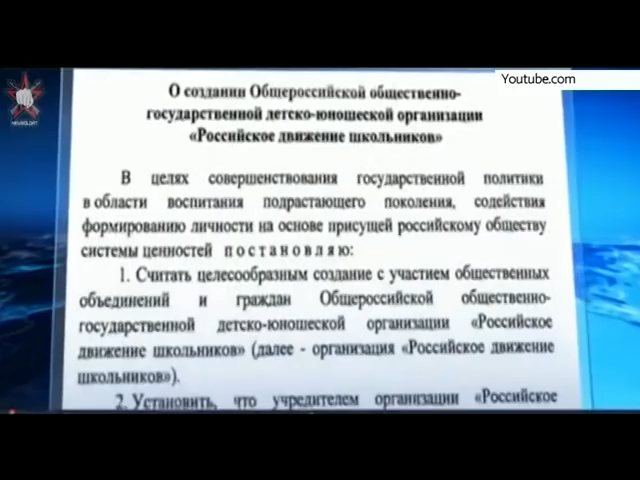 Youtube.com
О создании Общероссийской общественно-
государственной детско-юношеской организации
«Российское движение школьников»
В целях совершенствования государственной политики
в области воспитания подрастающего поколения, содействия
формированию личности на основе присущей российскому обществу
системы ценностей п о с т а н о в л я ю:
1. Считать целесообразным создание с участием общественных
объединений и граждан Общероссийской общественно-
государственной детско-юношеской организации «Российское
движение школьников» (далее - организация «Российское движение
школьников»).
2. Установить, что учредителем организации «Российское